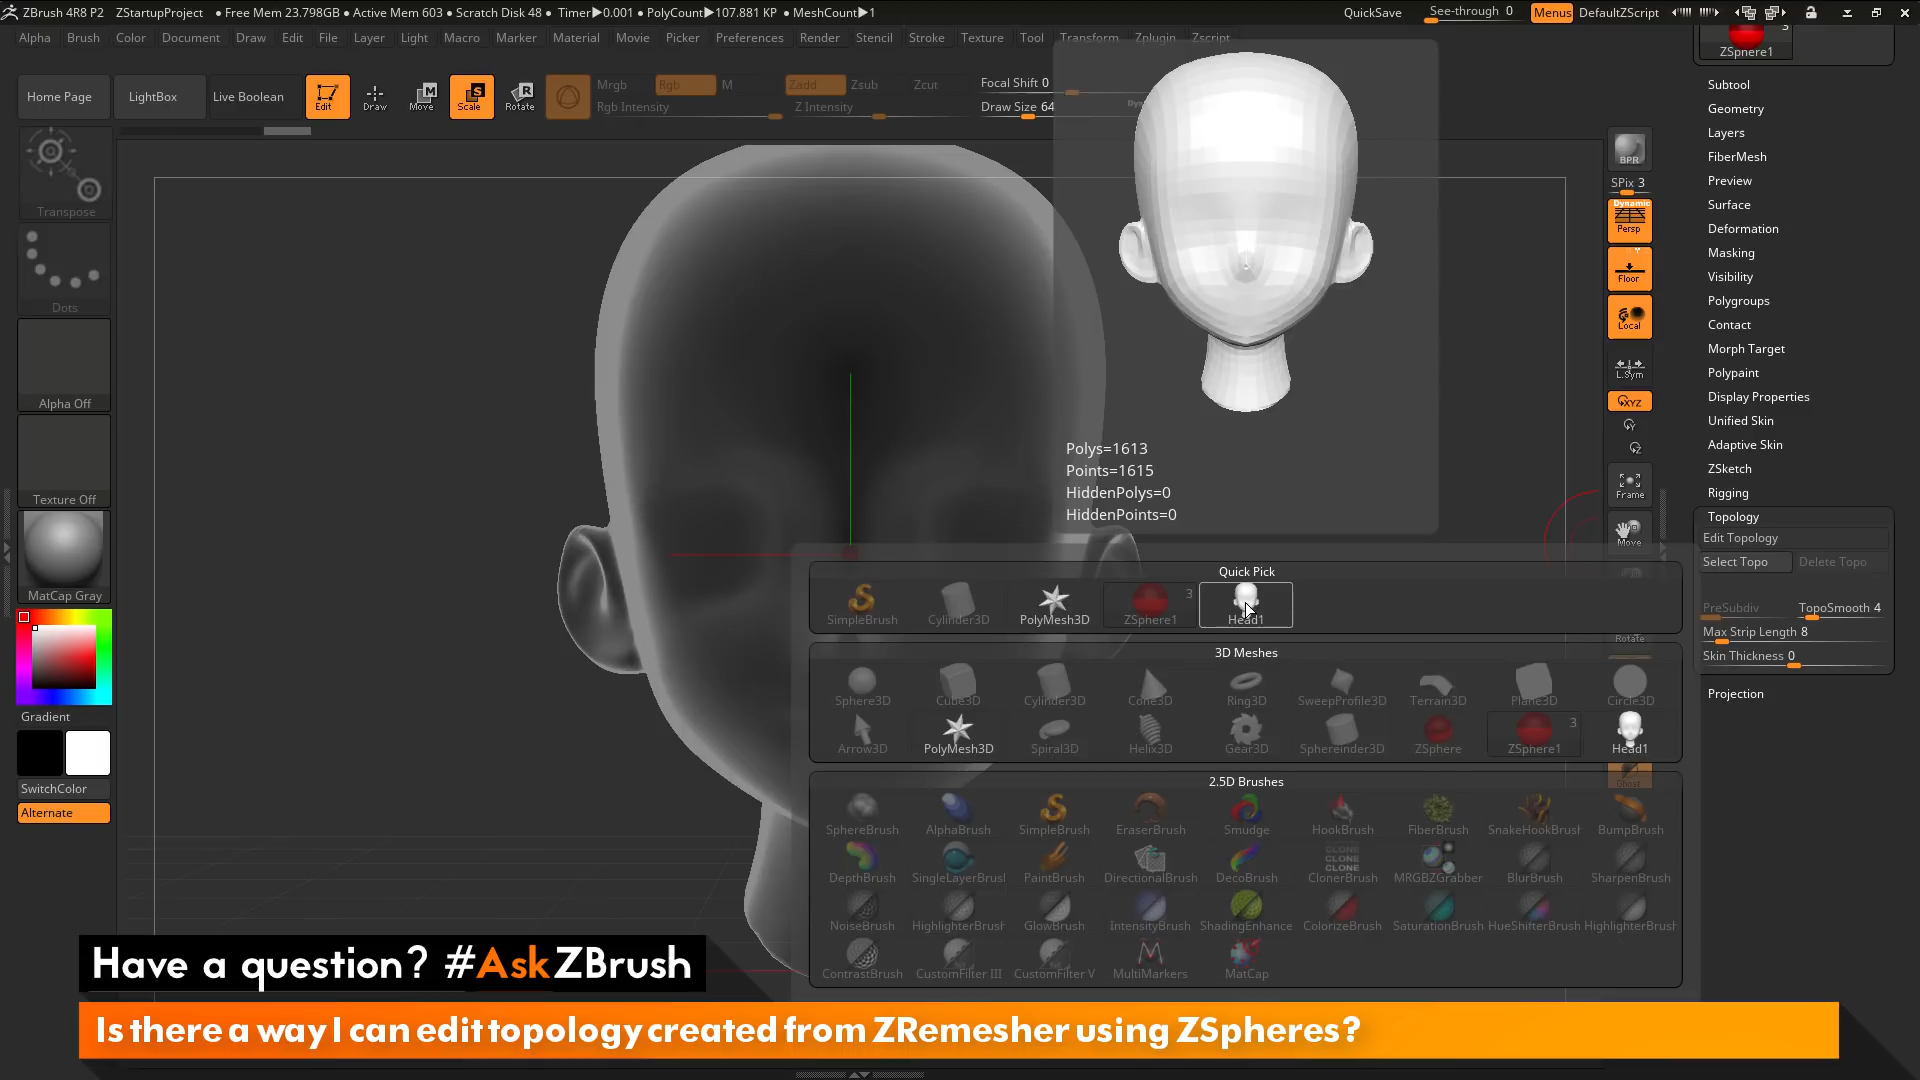 ZBrush 4R8 P2 ZStartupProject • Free Mem 23.798GB • Active Mem 603 • Scratch Disk 48 • Timer▶0.001 • PolyCount▶107.881 KP • MeshCount▶1 QuickSave See-through 0 Menus DefaultZScript
Alpha Brush Color Document Draw Edit File Layer Light Macro Marker Material Movie Picker Preferences Render Stencil Stroke Texture Tool Transform Zplugin Zscript
3
ZSphere1
Home Page LightBox Live Boolean Edit Draw Move Scale Rotate
Mrgb Rgb M Zadd Zsub Zcut Focal Shift 0
Rgb Intensity Z Intensity Draw Size 64
Transpose
Dots
Alpha Off
Texture Off
MatCap Gray
Gradient
SwitchColor
Alternate
Polys=1613
Points=1615
HiddenPolys=0
HiddenPoints=0
Quick Pick
SimpleBrush Cylinder3D PolyMesh3D ZSphere1 3 Head1
3D Meshes
Sphere3D Cube3D Cylinder3D Cone3D Ring3D SweepProfile3D Terrain3D Plane3D Circle3D
Arrow3D PolyMesh3D Spiral3D Helix3D Gear3D Sphereinder3D ZSphere ZSphere1 3 Head1
2.5D Brushes
SphereBrush AlphaBrush SimpleBrush EraserBrush Smudge HookBrush FiberBrush SnakeHookBrush BumpBrush
DepthBrush SingleLayerBrush PaintBrush DirectionalBrush DecoBrush ClonerBrush MRGBZGrabber BlurBrush SharpenBrush
NoiseBrush HighlighterBrush GlowBrush IntensityBrush ShadingEnhance ColorizeBrush SaturationBrush HueShifterBrush HighlighterBrush
ContrastBrush CustomFilter III CustomFilter V MultiMarkers MatCap
BPR
SPix 3
Dynamic
Persp
Floor
Local
L.Sym
XYZ
Y
Z
Frame
Move
Rotate
Subtool
Geometry
Layers
FiberMesh
Preview
Surface
Deformation
Masking
Visibility
Polygroups
Contact
Morph Target
Polypaint
Display Properties
Unified Skin
Adaptive Skin
ZSketch
Rigging
Topology
Edit Topology
Select Topo Delete Topo
PreSubdiv TopoSmooth 4
Max Strip Length 8
Skin Thickness 0
Projection
Have a question? #AskZBrush
Is there a way I can edit topology created from ZRemesher using ZSpheres?